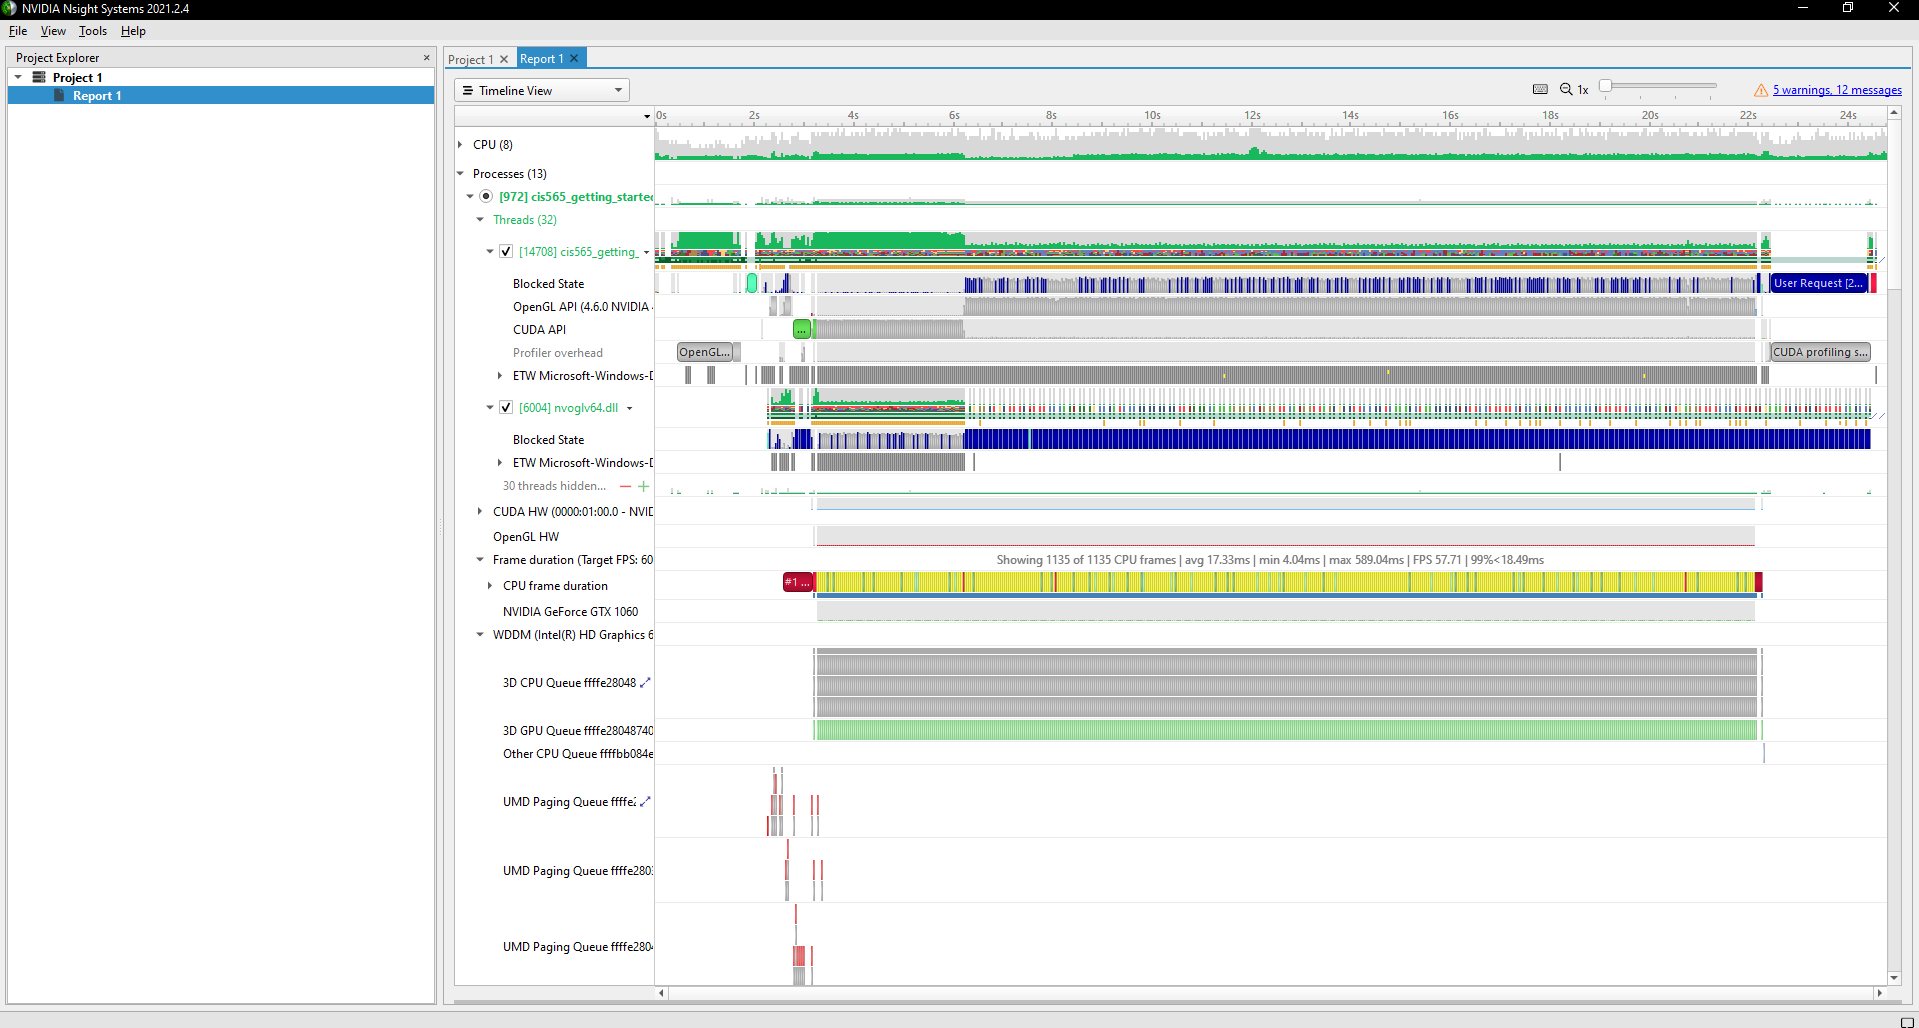 NVIDIA Nsight Systems 2021.2.4
File View Tools Help
Project Explorer
Project 1
Report 1
Project 1
Report 1
Timeline View
1x
5 warnings, 12 messages
0s 2s 4s 6s 8s 10s 12s 14s 16s 18s 20s 22s 24s
CPU (8)
Processes (13)
[972] cis565_getting_started
Threads (32)
[14708] cis565_getting_
Blocked State
User Request [2...
OpenGL API (4.6.0 NVIDIA
CUDA API
...
Profiler overhead
OpenGL...
CUDA profiling s...
ETW Microsoft-Windows-D
[6004] nvoglv64.dll
Blocked State
ETW Microsoft-Windows-D
30 threads hidden...
CUDA HW (0000:01:00.0 - NVID
OpenGL HW
Frame duration (Target FPS: 60
Showing 1135 of 1135 CPU frames | avg 17.33ms | min 4.04ms | max 589.04ms | FPS 57.71 | 99%<18.49ms
CPU frame duration
#1 ...
NVIDIA GeForce GTX 1060
WDDM (Intel(R) HD Graphics 6
3D CPU Queue ffffe28048
3D GPU Queue ffffe28048740
Other CPU Queue ffffbb084e
UMD Paging Queue ffffe2
UMD Paging Queue ffffe280
UMD Paging Queue ffffe280